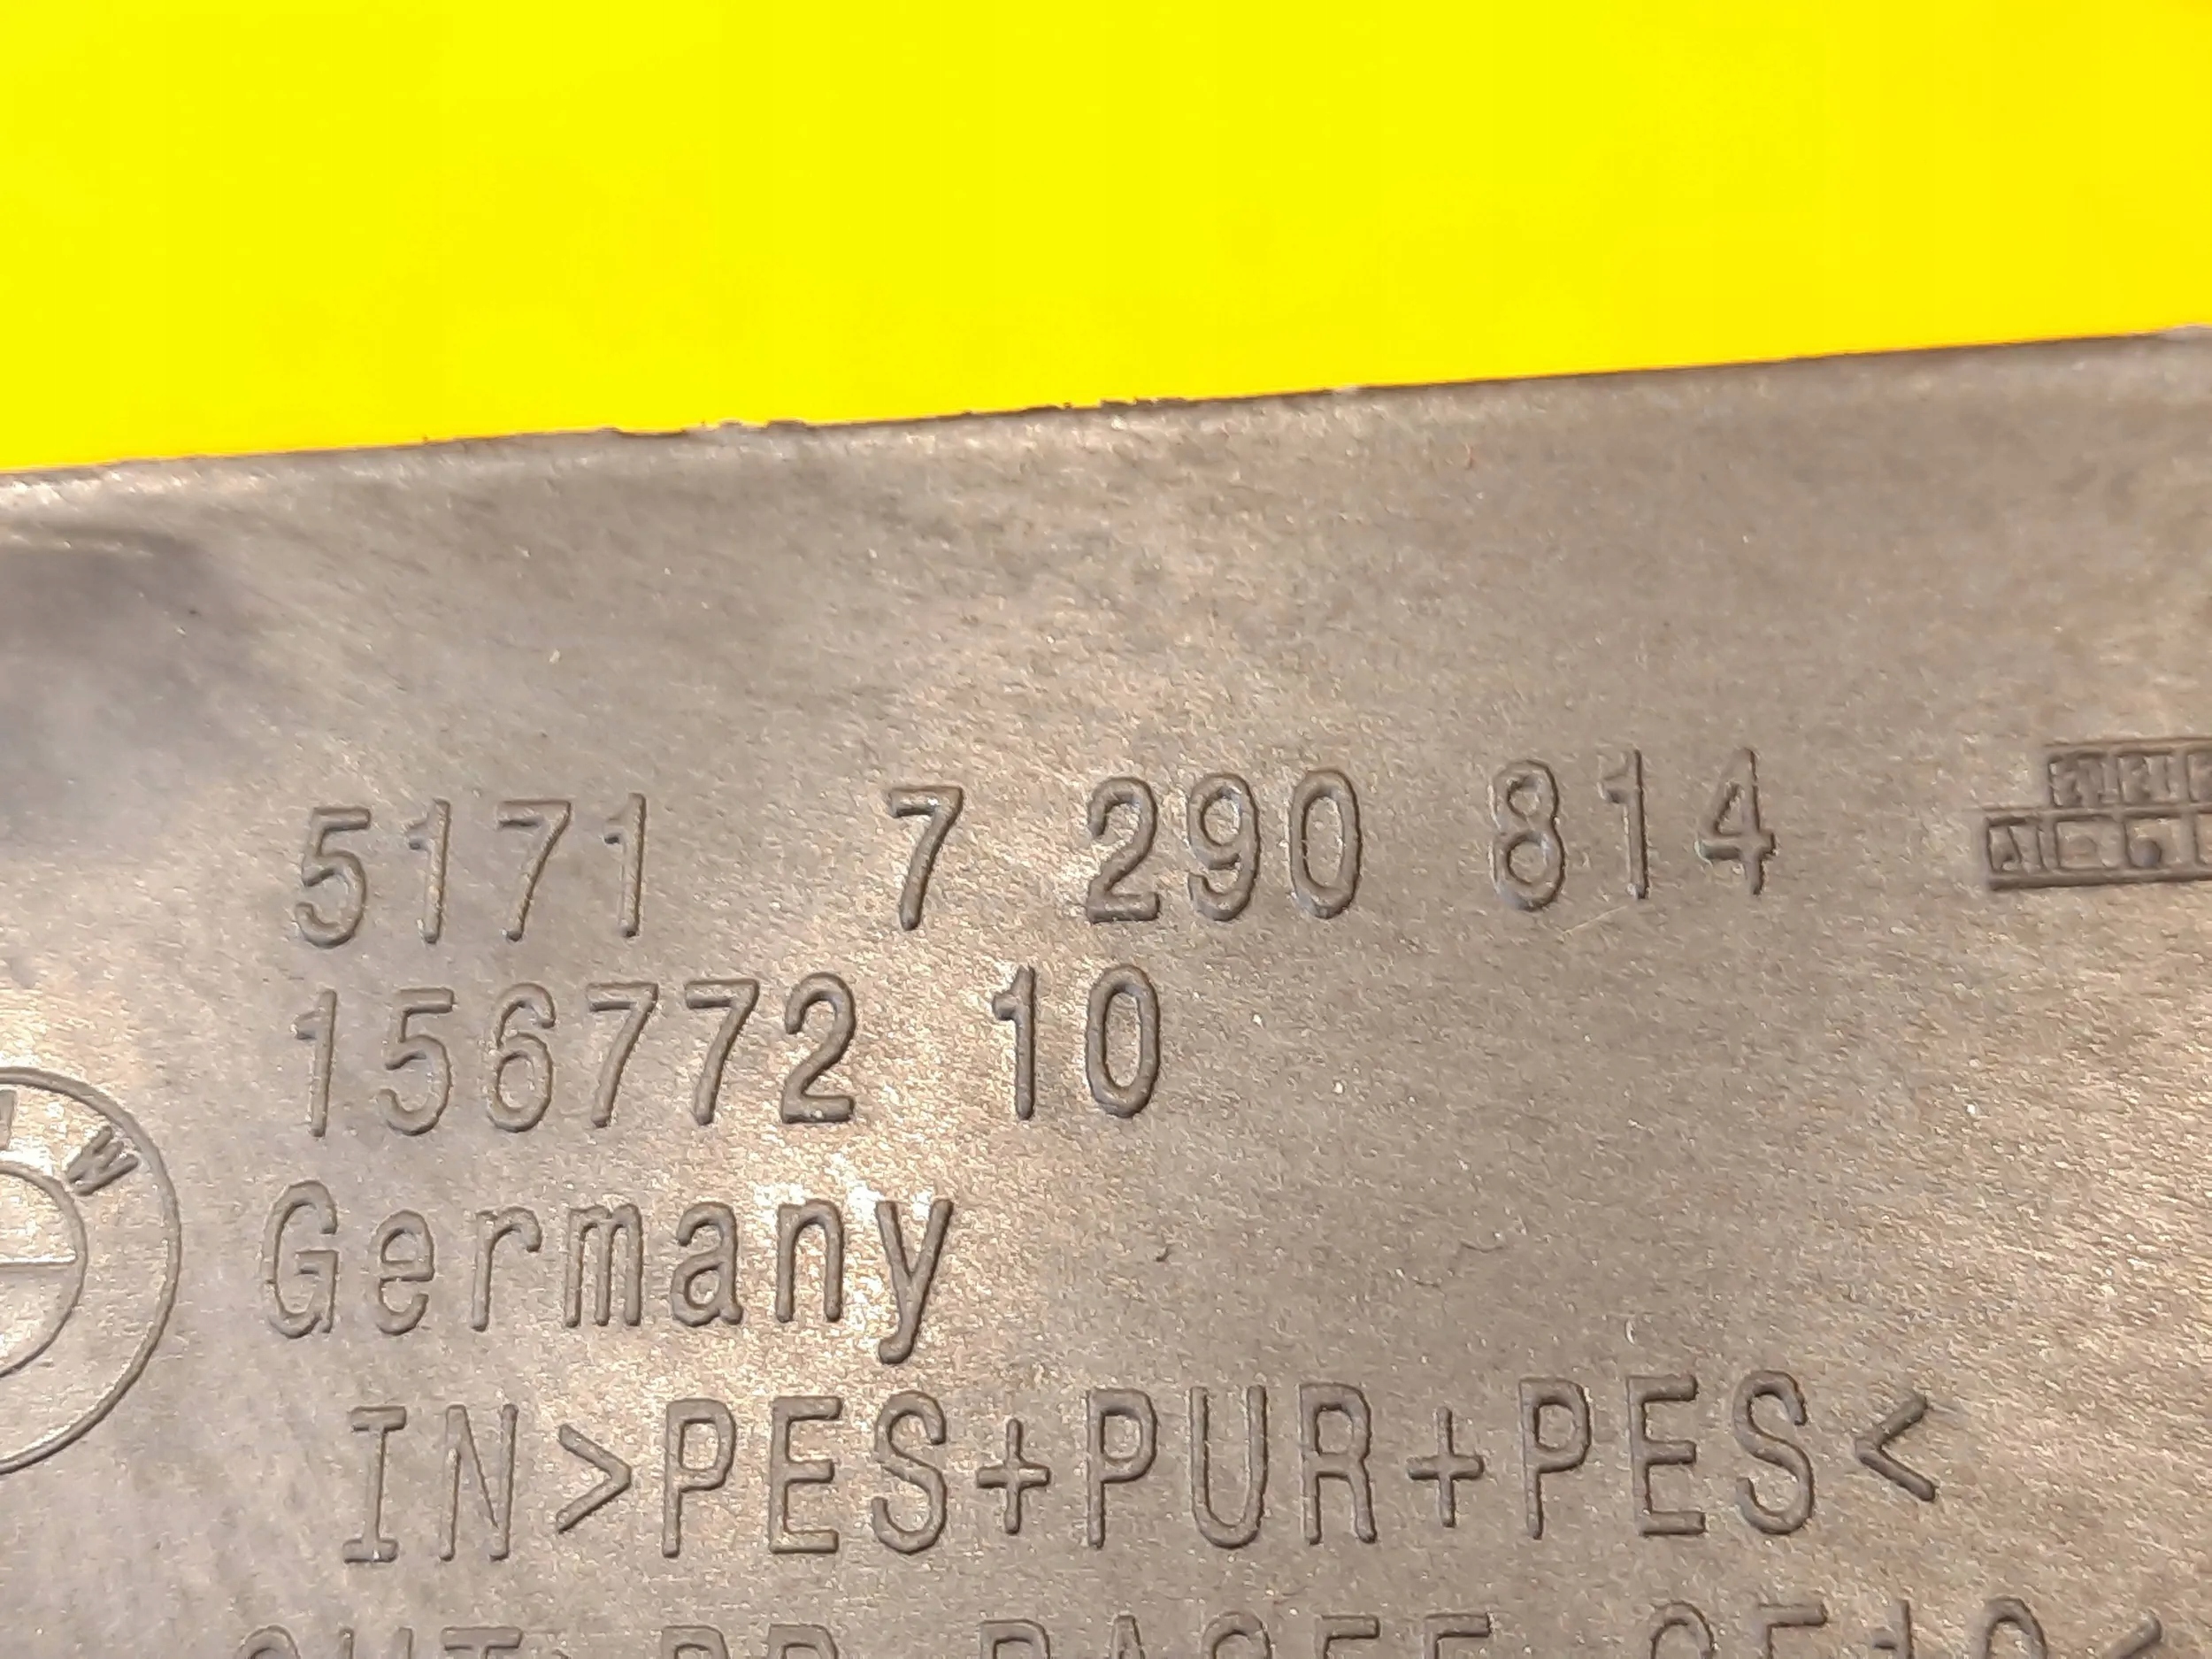 5171 7 290 814
156772 10
W
Germany
IN>PES+PUR+PES<